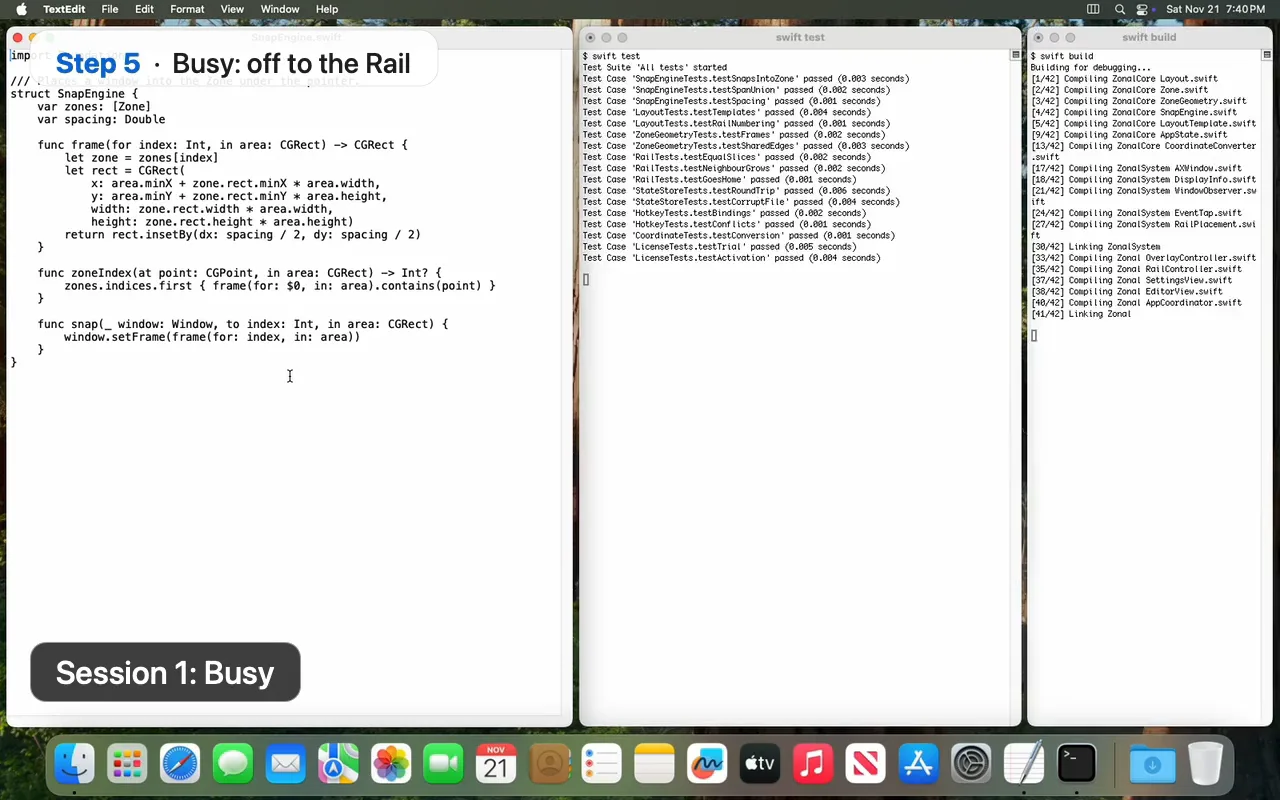 TextEdit File Edit Format View Window Help
Sat Nov 21 7:40 PM
Step 5 · Busy: off to the Rail
SnapEngine.swift
imp
/// Places a window into the Zone under the pointer.
struct SnapEngine {
var zones: [Zone]
var spacing: Double
func frame(for index: Int, in area: CGRect) -> CGRect {
let zone = zones[index]
let rect = CGRect(
x: area.minX + zone.rect.minX * area.width,
y: area.minY + zone.rect.minY * area.height,
width: zone.rect.width * area.width,
height: zone.rect.height * area.height)
return rect.insetBy(dx: spacing / 2, dy: spacing / 2)
}
func zoneIndex(at point: CGPoint, in area: CGRect) -> Int? {
zones.indices.first { frame(for: $0, in: area).contains(point) }
}
func snap(_ window: Window, to index: Int, in area: CGRect) {
window.setFrame(frame(for: index, in: area))
}
}
Session 1: Busy
swift test
$ swift test
Test Suite 'All tests' started
Test Case 'SnapEngineTests.testSnapsIntoZone' passed (0.003 seconds)
Test Case 'SnapEngineTests.testSpanUnion' passed (0.002 seconds)
Test Case 'SnapEngineTests.testSpacing' passed (0.001 seconds)
Test Case 'LayoutTests.testTemplates' passed (0.004 seconds)
Test Case 'LayoutTests.testRailNumbering' passed (0.001 seconds)
Test Case 'ZoneGeometryTests.testFrames' passed (0.002 seconds)
Test Case 'ZoneGeometryTests.testSharedEdges' passed (0.003 seconds)
Test Case 'RailTests.testEqualSlices' passed (0.002 seconds)
Test Case 'RailTests.testNeighbourGrows' passed (0.002 seconds)
Test Case 'RailTests.testGoesHome' passed (0.001 seconds)
Test Case 'StateStoreTests.testRoundTrip' passed (0.006 seconds)
Test Case 'StateStoreTests.testCorruptFile' passed (0.004 seconds)
Test Case 'HotkeyTests.testBindings' passed (0.002 seconds)
Test Case 'HotkeyTests.testConflicts' passed (0.001 seconds)
Test Case 'CoordinateTests.testConversion' passed (0.001 seconds)
Test Case 'LicenseTests.testTrial' passed (0.005 seconds)
Test Case 'LicenseTests.testActivation' passed (0.004 seconds)
swift build
$ swift build
Building for debugging...
[1/42] Compiling ZonalCore Layout.swift
[2/42] Compiling ZonalCore Zone.swift
[3/42] Compiling ZonalCore ZoneGeometry.swift
[4/42] Compiling ZonalCore SnapEngine.swift
[5/42] Compiling ZonalCore LayoutTemplate.swift
[9/42] Compiling ZonalCore AppState.swift
[13/42] Compiling ZonalCore CoordinateConverter
.swift
[17/42] Compiling ZonalSystem AXWindow.swift
[18/42] Compiling ZonalSystem DisplayInfo.swift
[21/42] Compiling ZonalSystem WindowObserver.sw
ift
[24/42] Compiling ZonalSystem EventTap.swift
[27/42] Compiling ZonalSystem RailPlacement.swi
ft
[30/42] Linking ZonalSystem
[33/42] Compiling Zonal OverlayController.swift
[35/42] Compiling Zonal RailController.swift
[37/42] Compiling Zonal SettingsView.swift
[38/42] Compiling Zonal EditorView.swift
[40/42] Compiling Zonal AppCoordinator.swift
[41/42] Linking Zonal
NOV
21
tv